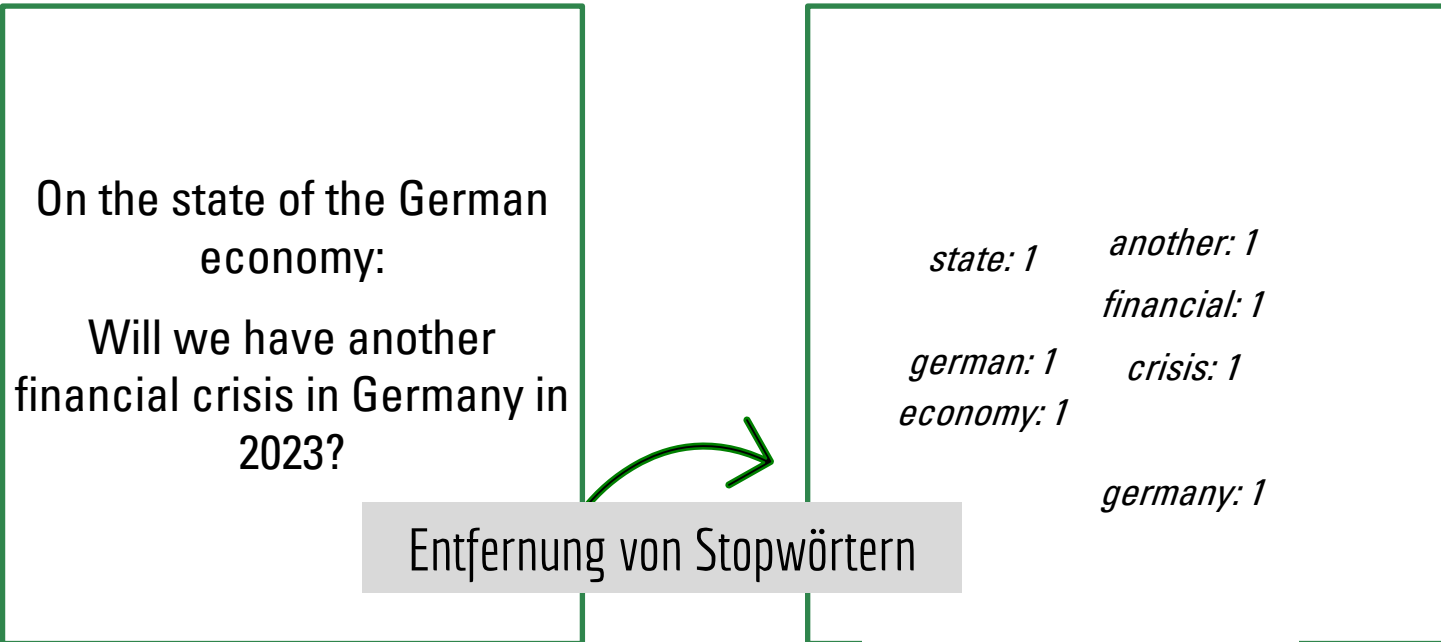 On the state of the German
economy:
Will we have another
financial crisis in Germany in
2023?
Entfernung von Stopwörtern
state: 1
german: 1
economy: 1
another: 1
financial: 1
crisis: 1
germany: 1